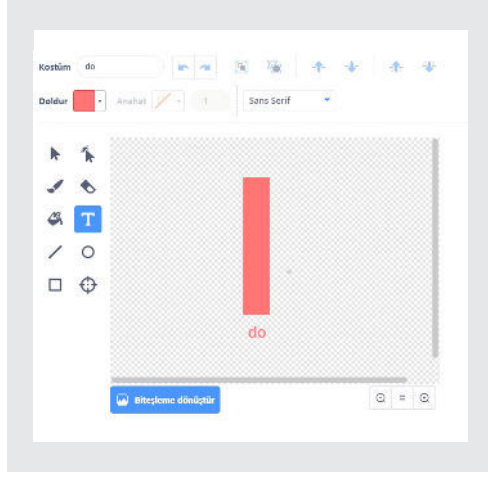 Kostüm do
Doldur Anahat 1 Sans Serif
T
do
Biteşleme dönüştür